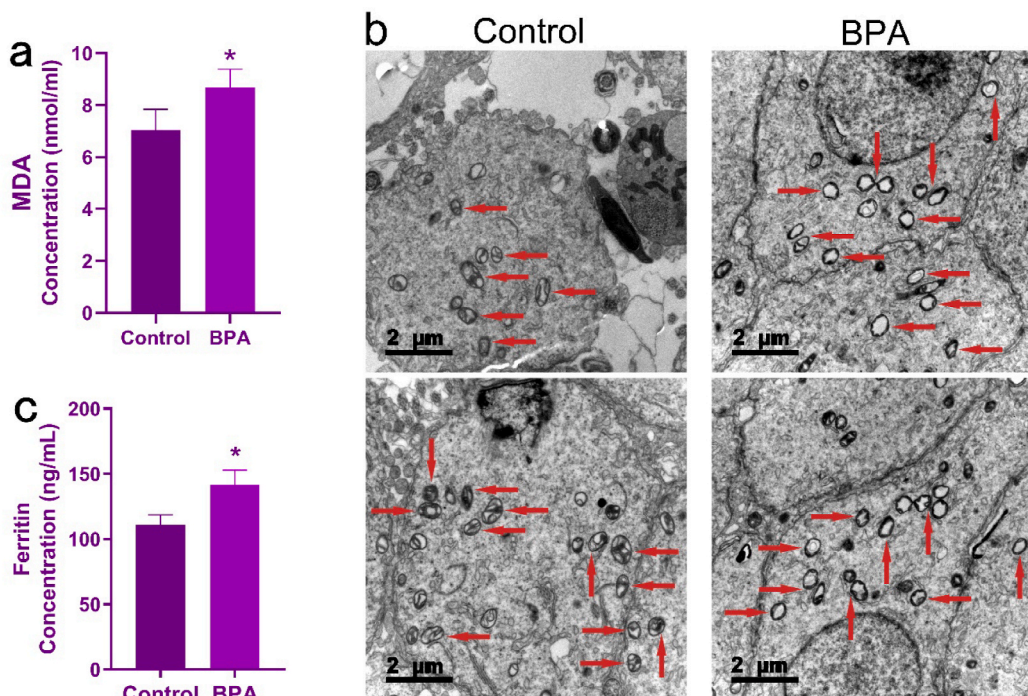 a
MDA
Concentration (nmol/ml)
10
8
6
4
2
0
*
Control BPA
b
Control BPA
2 μm
2 μm
2 μm
2 μm
c
Ferritin
Concentration (ng/mL)
200
150
100
50
0
*
Control BPA